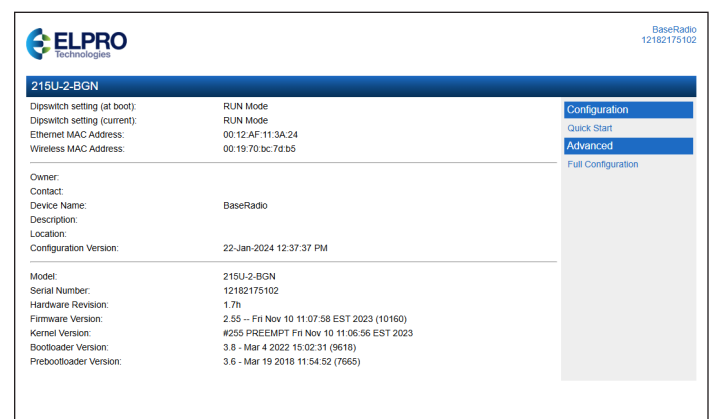 ELPRO
Technologies
BaseRadio
12182175102
215U-2-BGN
Dipswitch setting (at boot): RUN Mode
Dipswitch setting (current): RUN Mode
Ethernet MAC Address: 00:12:AF:11:3A:24
Wireless MAC Address: 00:19:70:bc:7d:b5
Owner:
Contact:
Device Name: BaseRadio
Description:
Location:
Configuration Version: 22-Jan-2024 12:37:37 PM
Model: 215U-2-BGN
Serial Number: 12182175102
Hardware Revision: 1.7h
Firmware Version: 2.55 -- Fri Nov 10 11:07:58 EST 2023 (10160)
Kernel Version: #255 PREEMPT Fri Nov 10 11:06:56 EST 2023
Bootloader Version: 3.8 - Mar 4 2022 15:02:31 (9618)
Prebootloader Version: 3.6 - Mar 19 2018 11:54:52 (7665)
Configuration
Quick Start
Advanced
Full Configuration